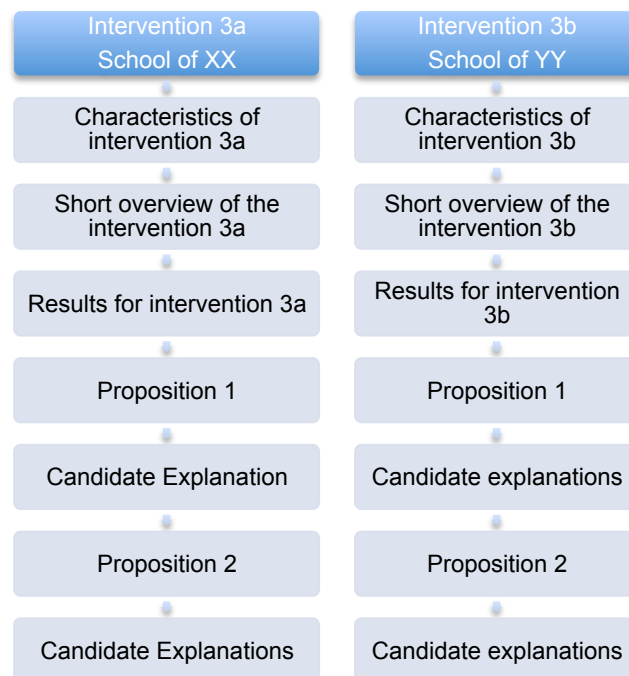 Intervention 3a
School of XX
Characteristics of
intervention 3a
Short overview of the
intervention 3a
Results for intervention 3a
Proposition 1
Candidate Explanation
Proposition 2
Candidate Explanations
Intervention 3b
School of YY
Characteristics of
intervention 3b
Short overview of the
intervention 3b
Results for intervention
3b
Proposition 1
Candidate explanations
Proposition 2
Candidate explanations